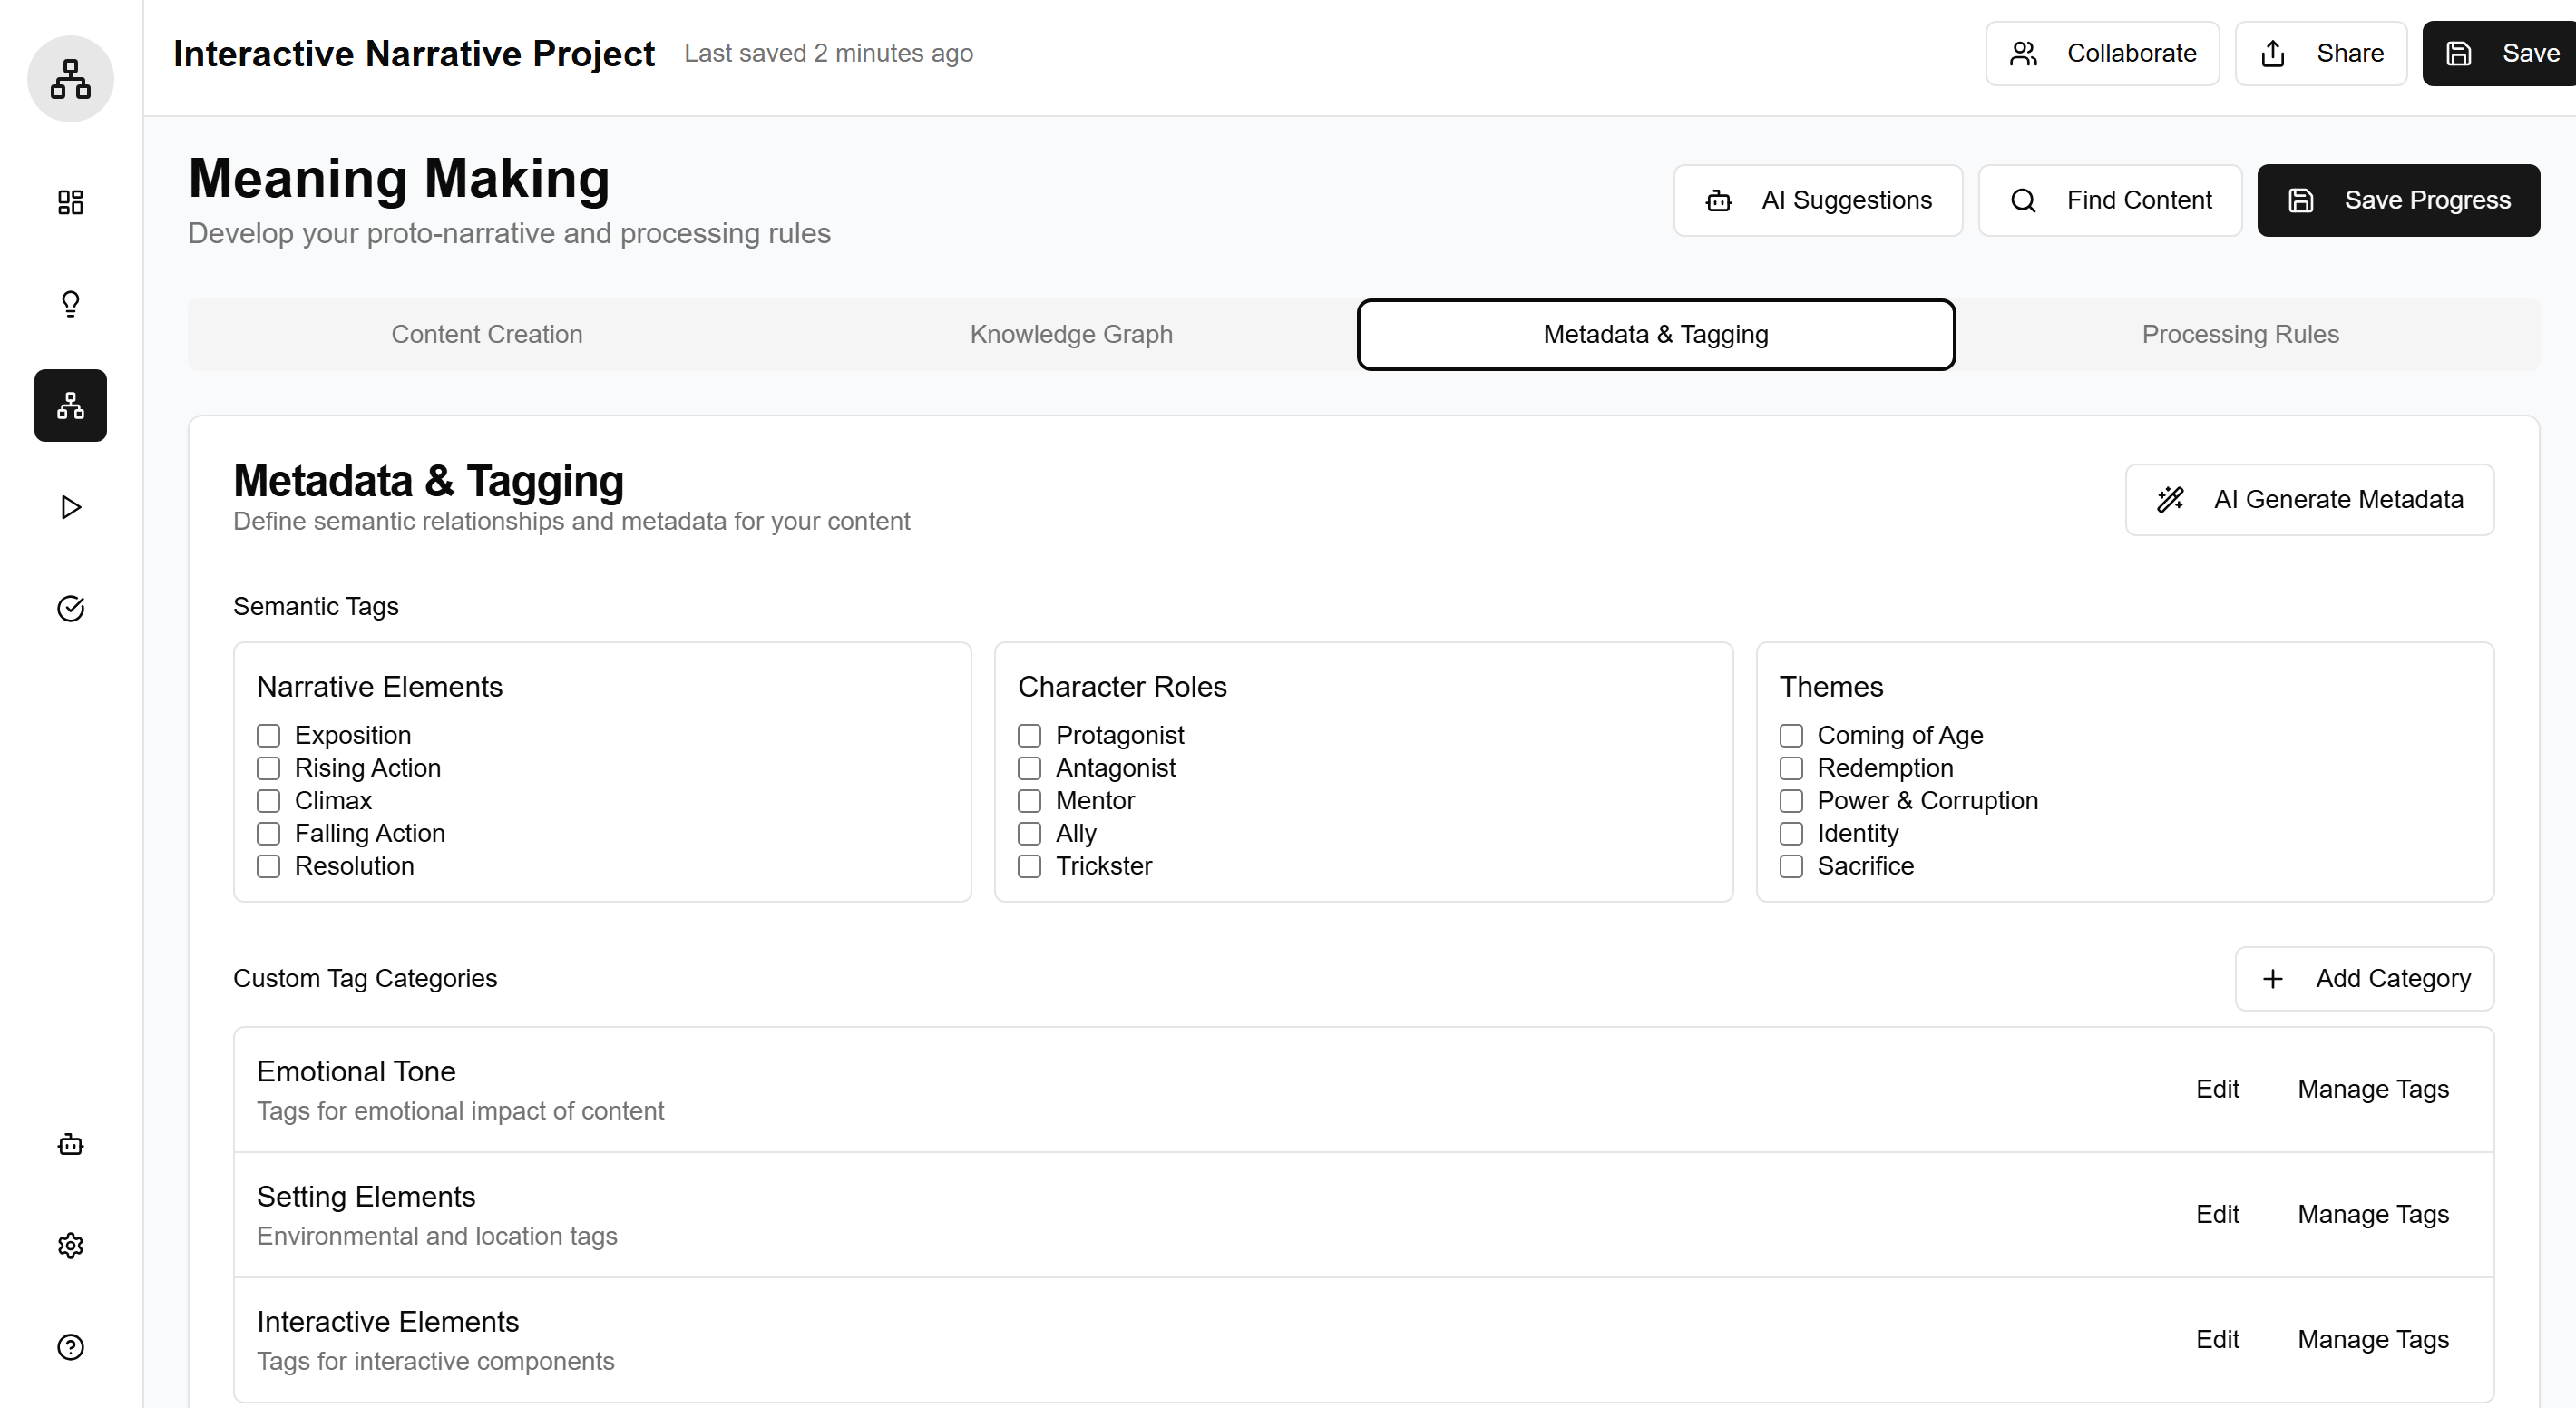 Interactive Narrative Project
Last saved 2 minutes ago
Collaborate
Share
Save
Meaning Making
Develop your proto-narrative and processing rules
AI Suggestions
Find Content
Save Progress
Content Creation
Knowledge Graph
Metadata & Tagging
Processing Rules
Metadata & Tagging
Define semantic relationships and metadata for your content
AI Generate Metadata
Semantic Tags
Narrative Elements
Exposition
Rising Action
Climax
Falling Action
Resolution
Character Roles
Protagonist
Antagonist
Mentor
Ally
Trickster
Themes
Coming of Age
Redemption
Power & Corruption
Identity
Sacrifice
Custom Tag Categories
Add Category
Emotional Tone
Tags for emotional impact of content
Edit
Manage Tags
Setting Elements
Environmental and location tags
Edit
Manage Tags
Interactive Elements
Tags for interactive components
Edit
Manage Tags